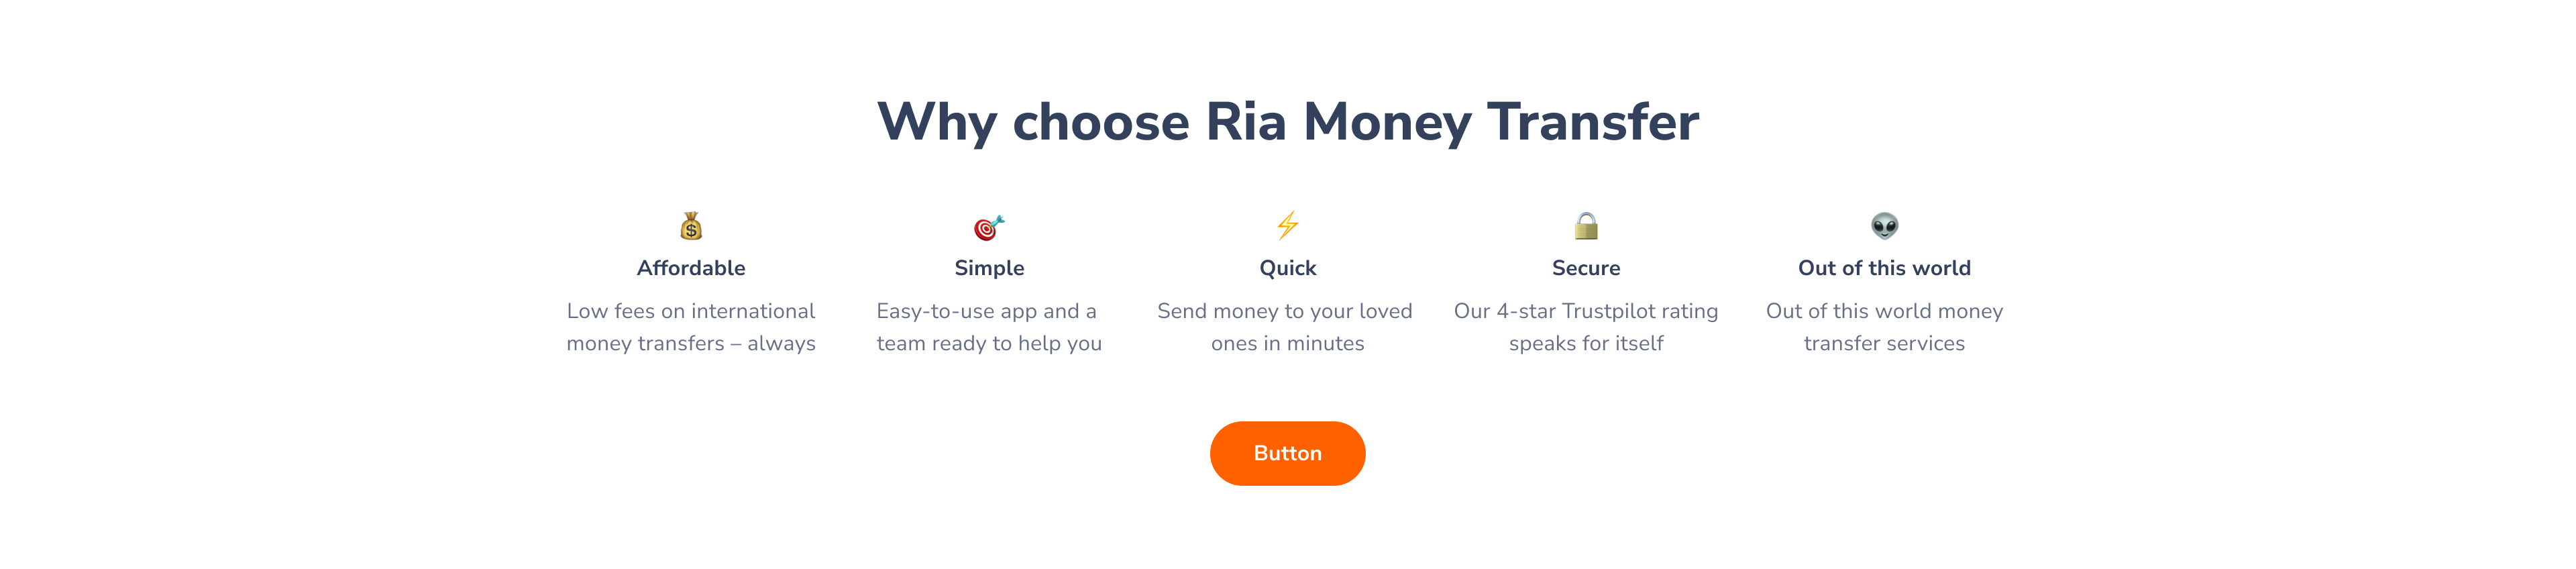 Why choose Ria Money Transfer
Affordable
Low fees on international
money transfers – always
Simple
Easy-to-use app and a
team ready to help you
Quick
Send money to your loved
ones in minutes
Secure
Our 4-star Trustpilot rating
speaks for itself
Out of this world
Out of this world money
transfer services
Button